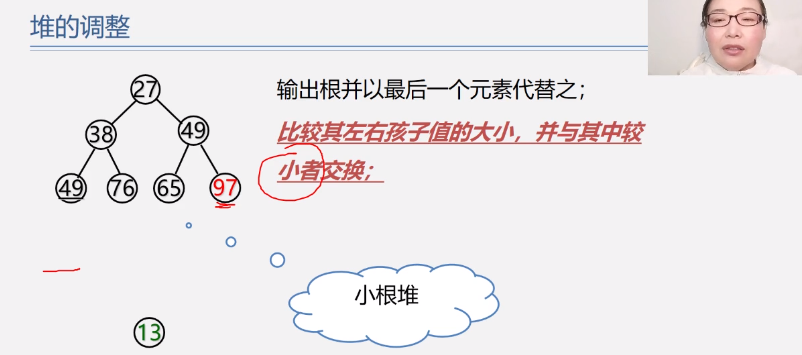 堆的调整
27
输出根并以最后一个元素代替之；
38
49
比较其左右孩子值的大小，并与其中较
小者交换；
49
76
65
97
小根堆
13